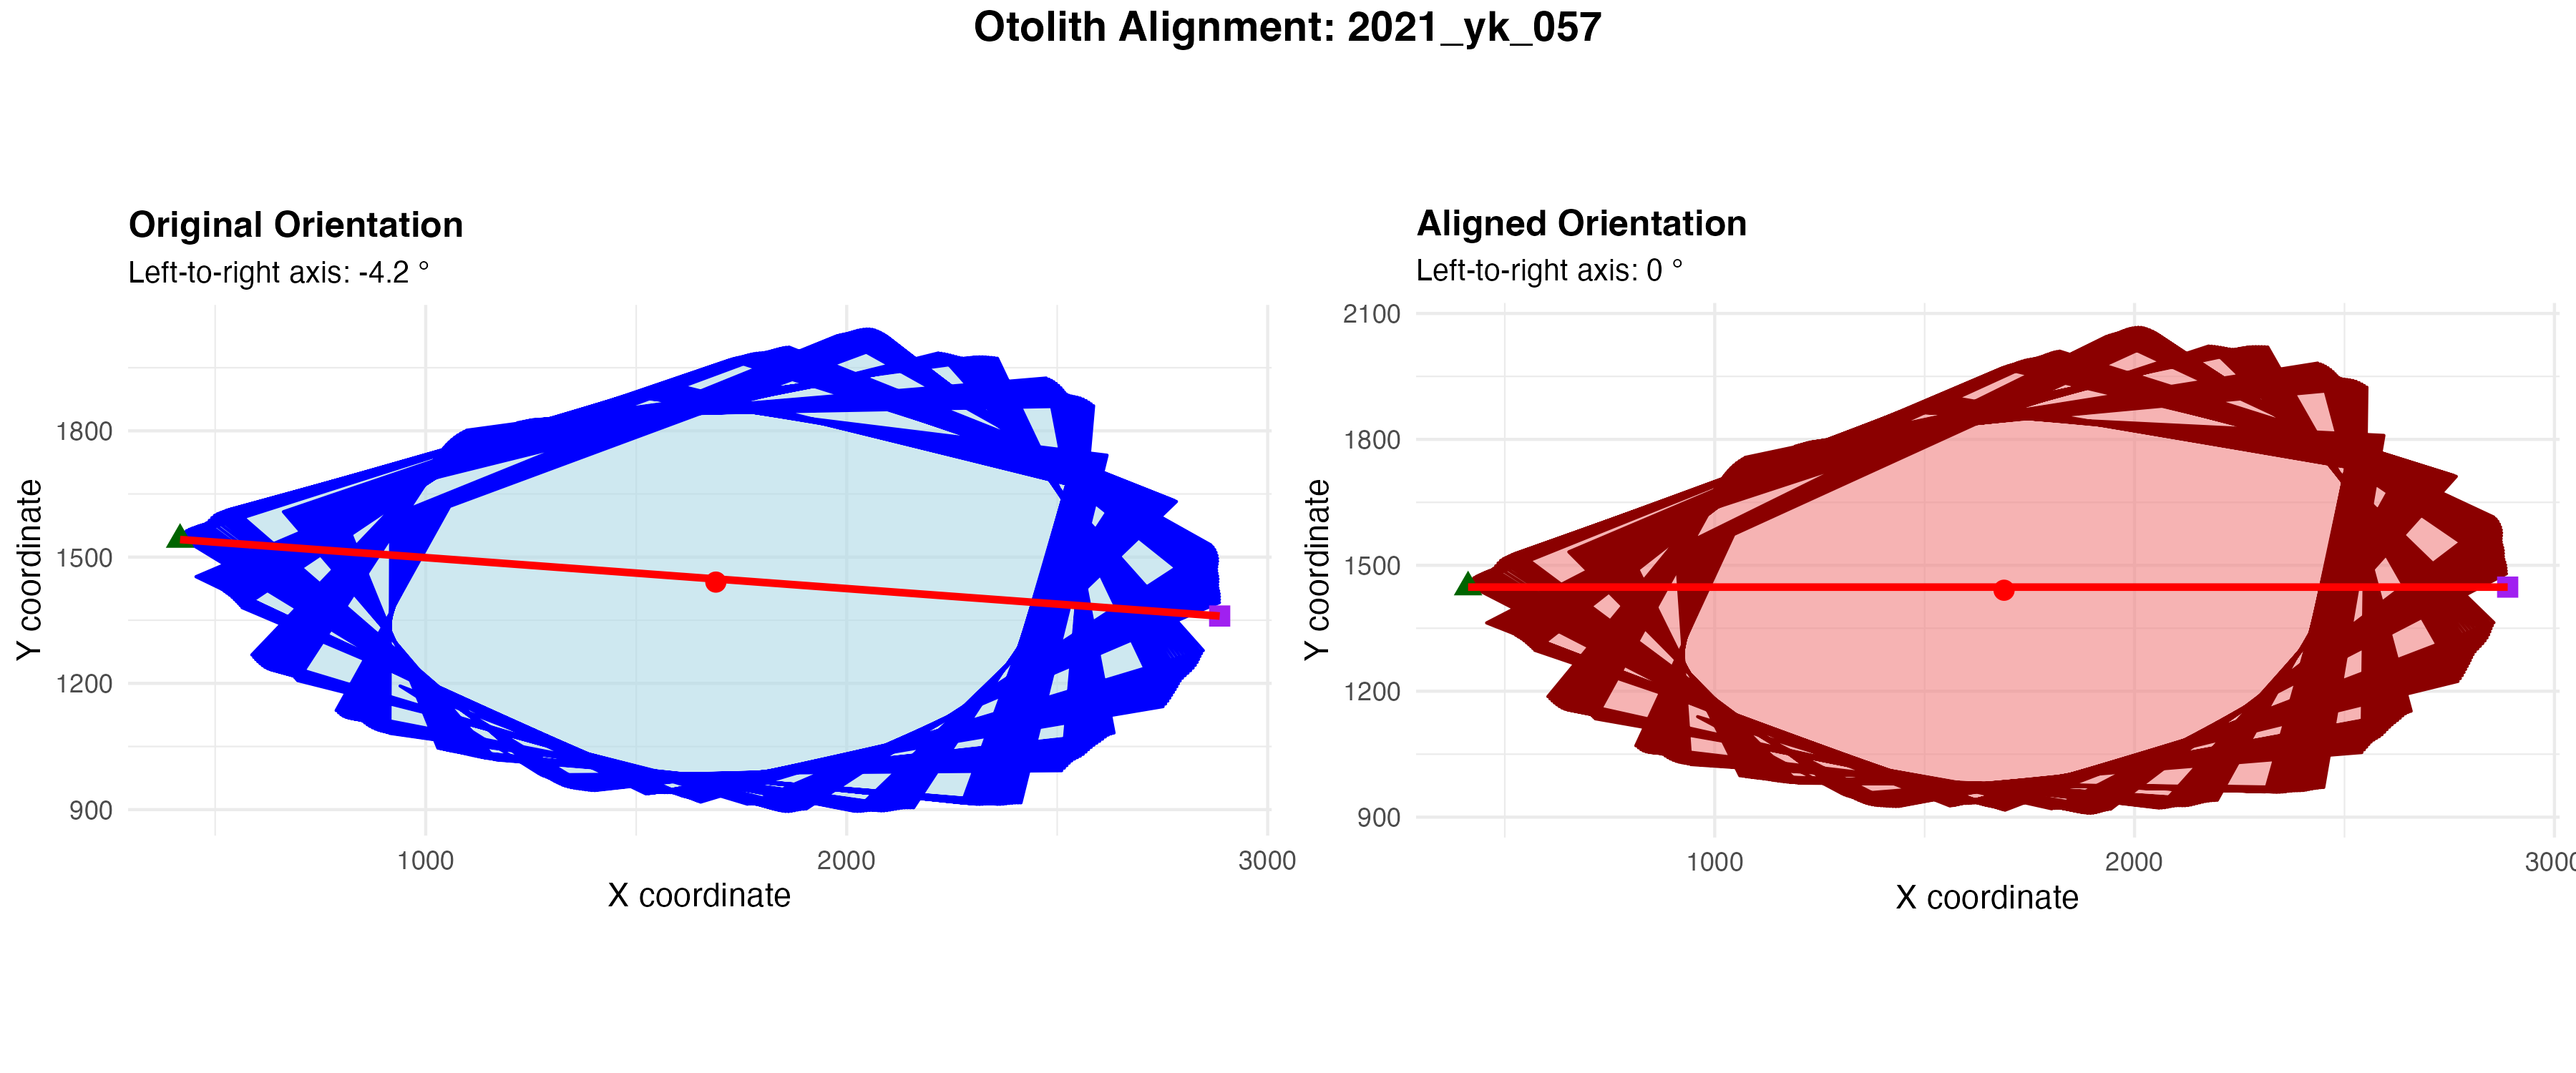 Otolith Alignment: 2021_yk_057
Original Orientation
Left-to-right axis: -4.2 °
1800
1500
1200
900
Y coordinate
1000
2000
3000
X coordinate
Aligned Orientation
Left-to-right axis: 0 °
2100
1800
1500
1200
900
Y coordinate
1000
2000
3000
X coordinate